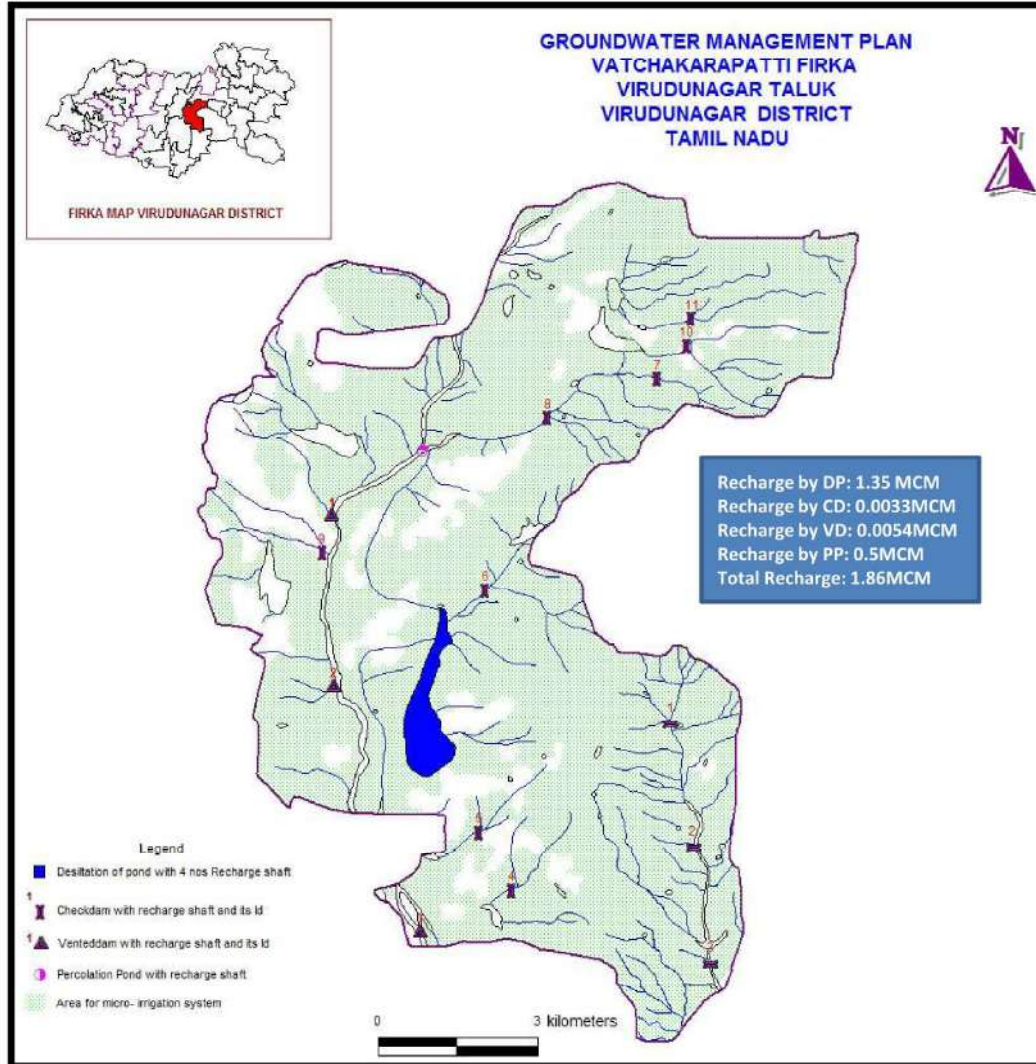 GROUNDWATER MANAGEMENT PLAN
VATCHAKARAPATTI FIRKA
VIRUDUNAGAR TALUK
VIRUDUNAGAR DISTRICT
TAMIL NADU
FIRKA MAP VIRUDUNAGAR DISTRICT
N
11
10
7
8
1
9
6
2
1
5
2
4
Recharge by DP: 1.35 MCM
Recharge by CD: 0.0033MCM
Recharge by VD: 0.0054MCM
Recharge by PP: 0.5MCM
Total Recharge: 1.86MCM
Legend
Desiltation of pond with 4 nos Recharge shaft
1 Checkdam with recharge shaft and its Id
1 Venteddam with recharge shaft and its Id
Percolation Pond with recharge shaft
Area for micro- irrigation system
0 3 kilometers